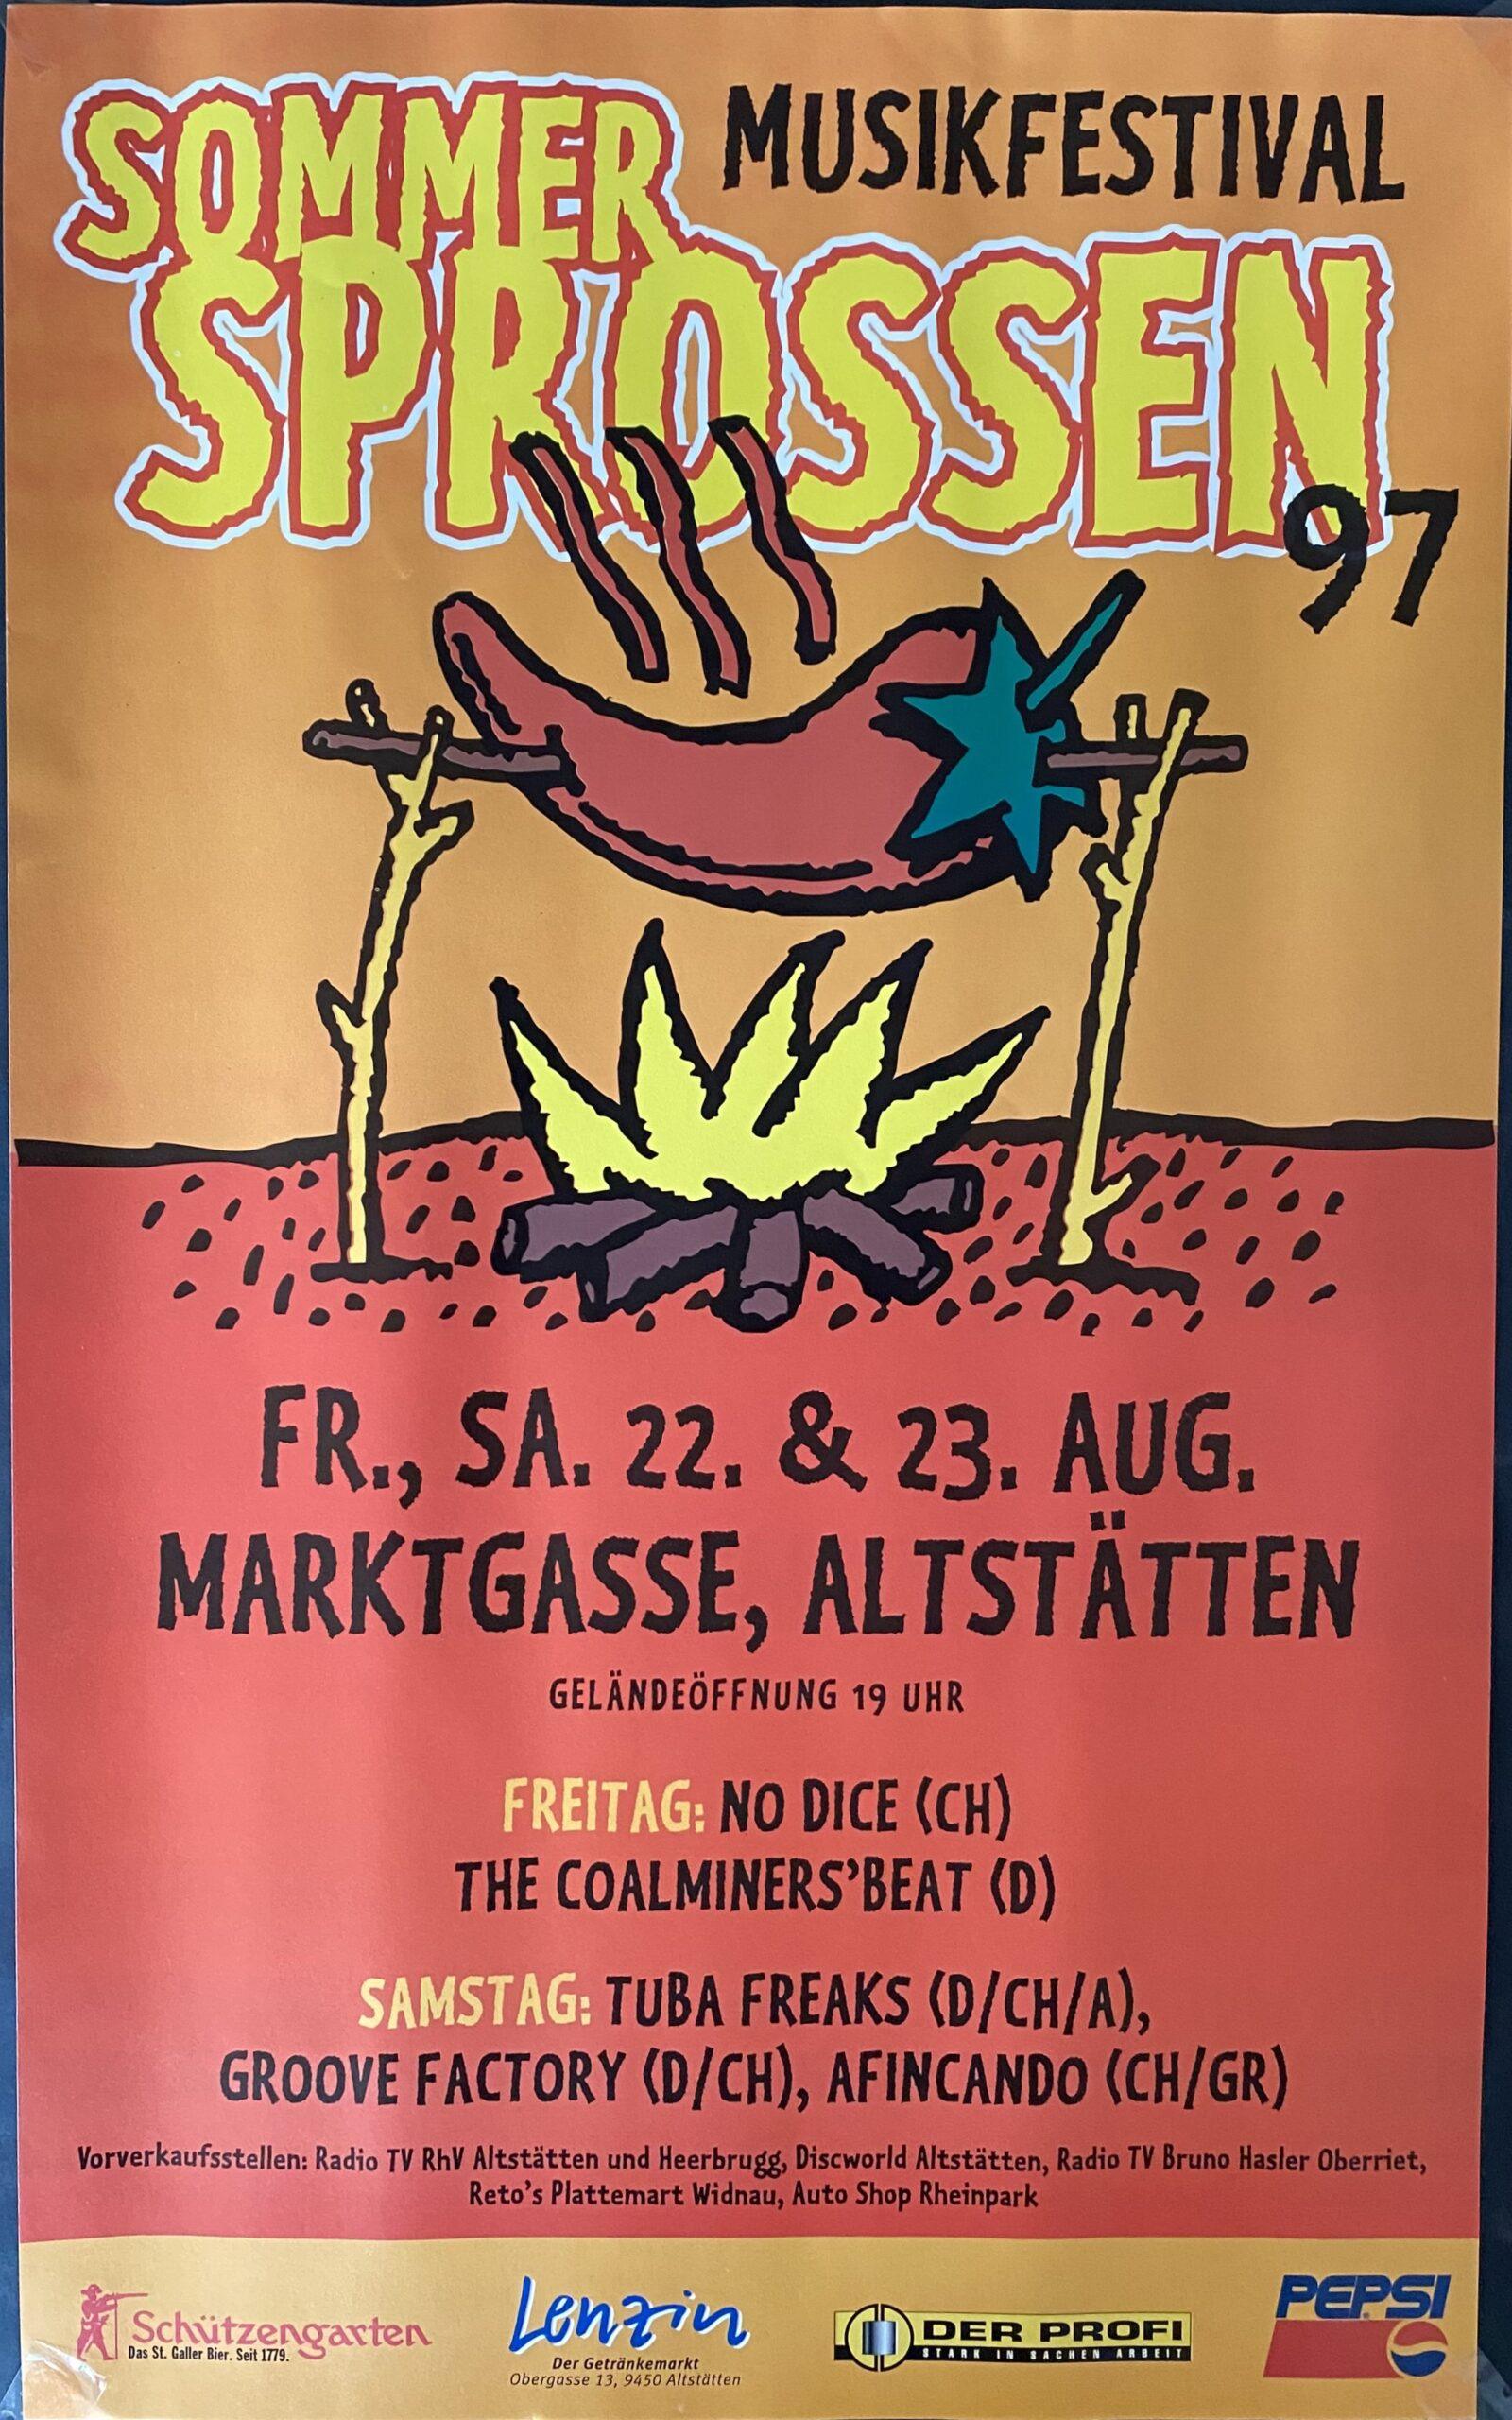 SOMMER MUSIKFESTIVAL
SPROSSEN
97
FR., SA. 22. & 23. AUG.
MARKTGASSE, ALTSTÄTTEN
GELÄNDEÖFFNUNG 19 UHR
FREITAG: NO DICE (CH)
THE COALMINERS'BEAT (D)
SAMSTAG: TUBA FREAKS (D/CH/A),
GROOVE FACTORY (D/CH), AFINCANDO (CH/GR)
Vorverkaufsstellen: Radio TV RhV Altstätten und Heerbrugg, Discworld Altstätten, Radio TV Bruno Hasler Oberriet,
Reto's Plattemart Widnau, Auto Shop Rheinpark
Schützengarten
Das St. Galler Bier. Seit 1779.
Lenzin
Der Getränkemarkt
Obergasse 13, 9450 Altstätten
DER PROFI
STARK IN SACHEN ARBEIT
PEPSI